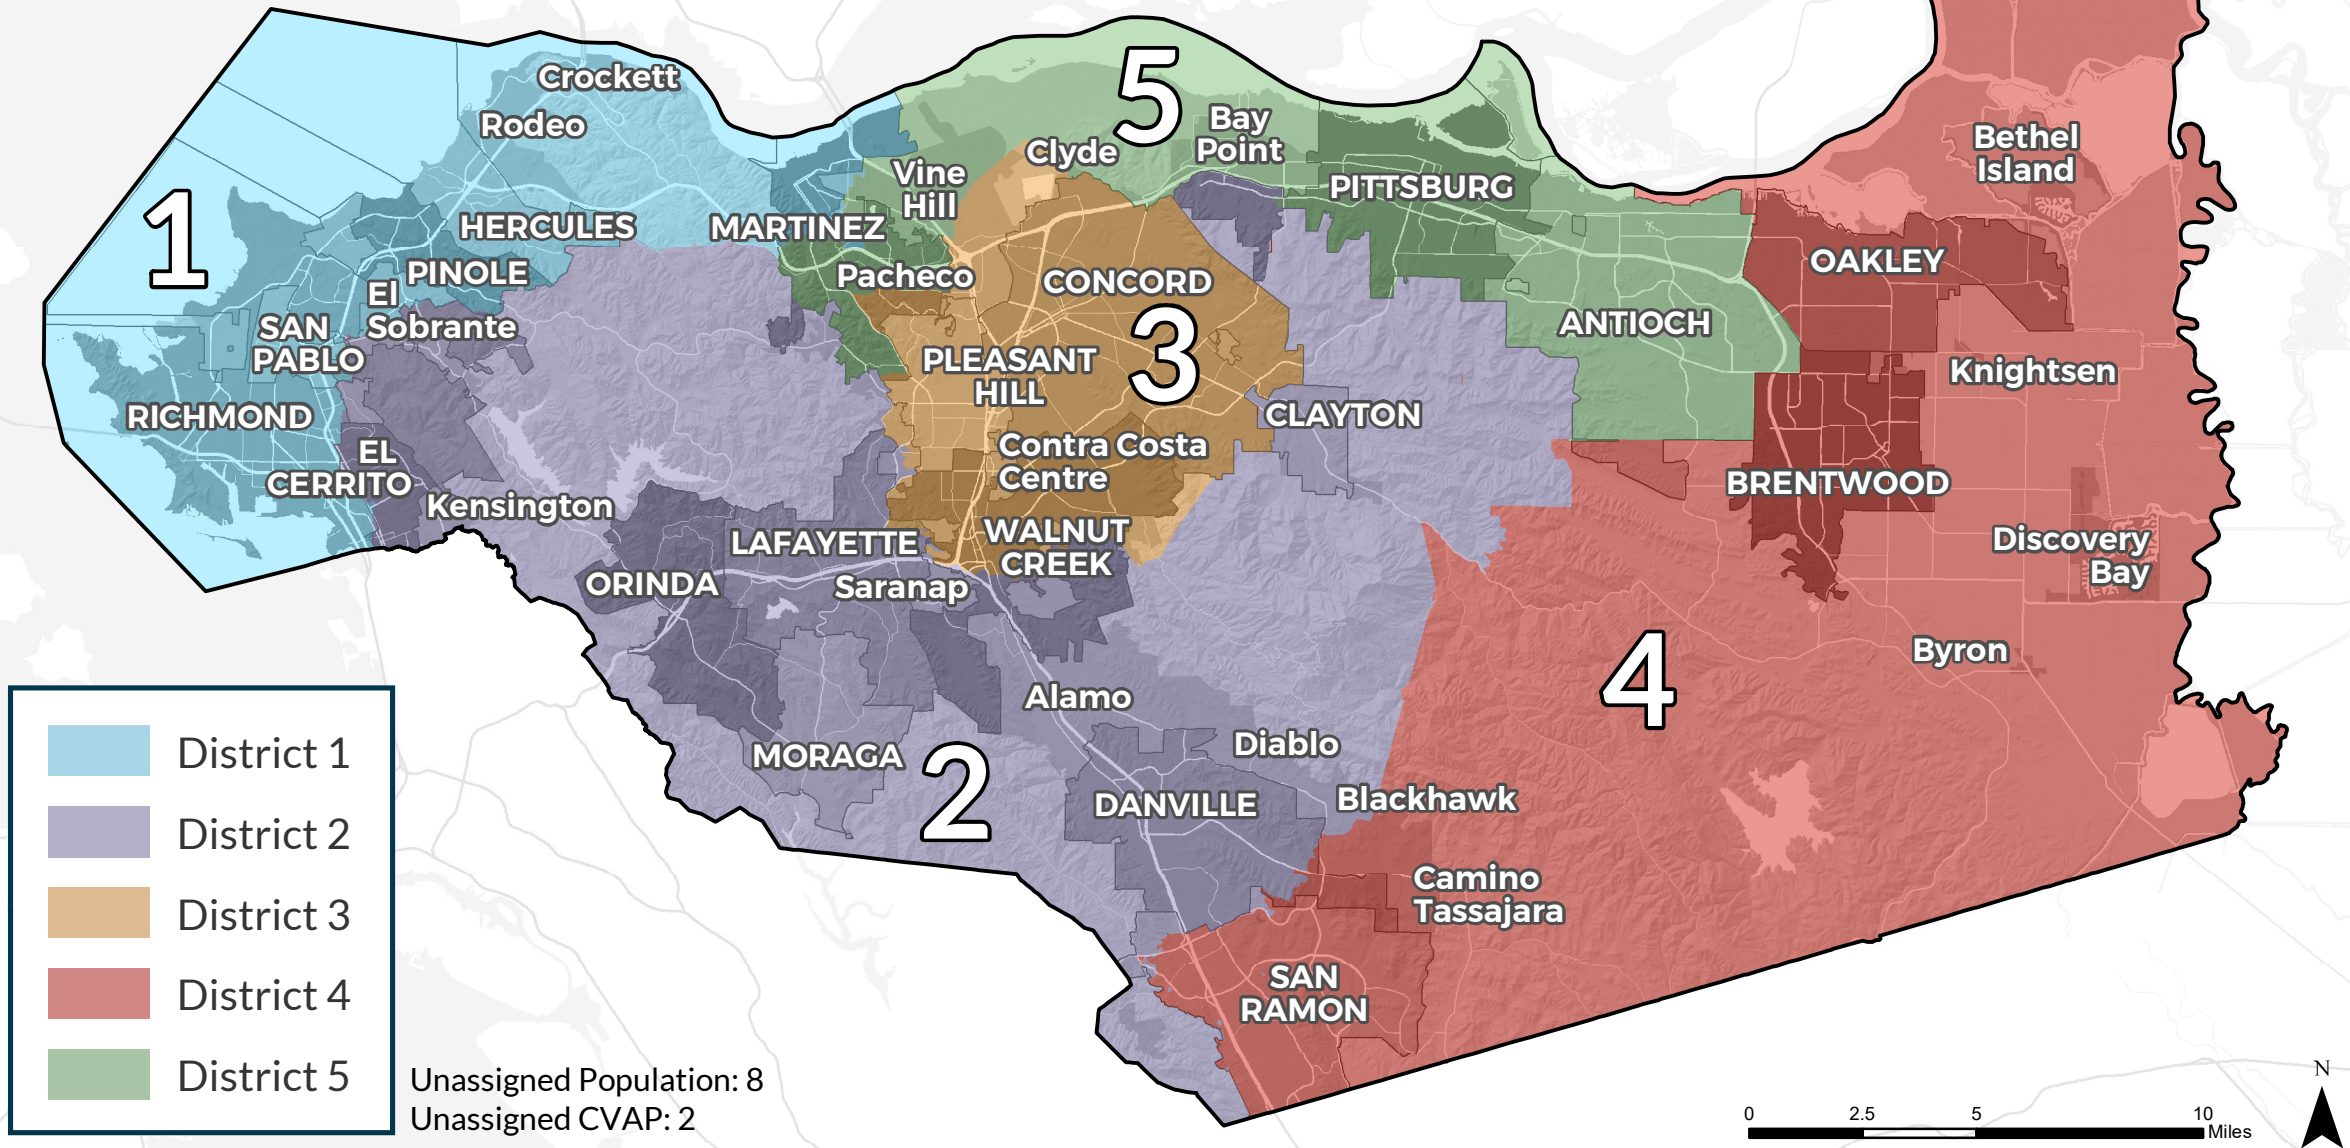 Crockett
Rodeo
5
Bay
Point
Clyde
Bethel
Island
Vine
Hill
PITTSBURG
1
HERCULES
MARTINEZ
PINOLE
Pacheco
CONCORD
OAKLEY
El
Sobrante
SAN
PABLO
ANTIOCH
PLEASANT
HILL
3
Knightsen
RICHMOND
CLAYTON
EL
CERRITO
Contra Costa
Centre
BRENTWOOD
Kensington
LAFAYETTE
WALNUT
CREEK
Discovery
Bay
ORINDA
Saranap
Byron
4
Alamo
MORAGA
2
Diablo
DANVILLE
Blackhawk
Camino
Tassajara
SAN
RAMON
District 1
District 2
District 3
District 4
District 5
Unassigned Population: 8
Unassigned CVAP: 2
N
0 2.5 5 10
Miles